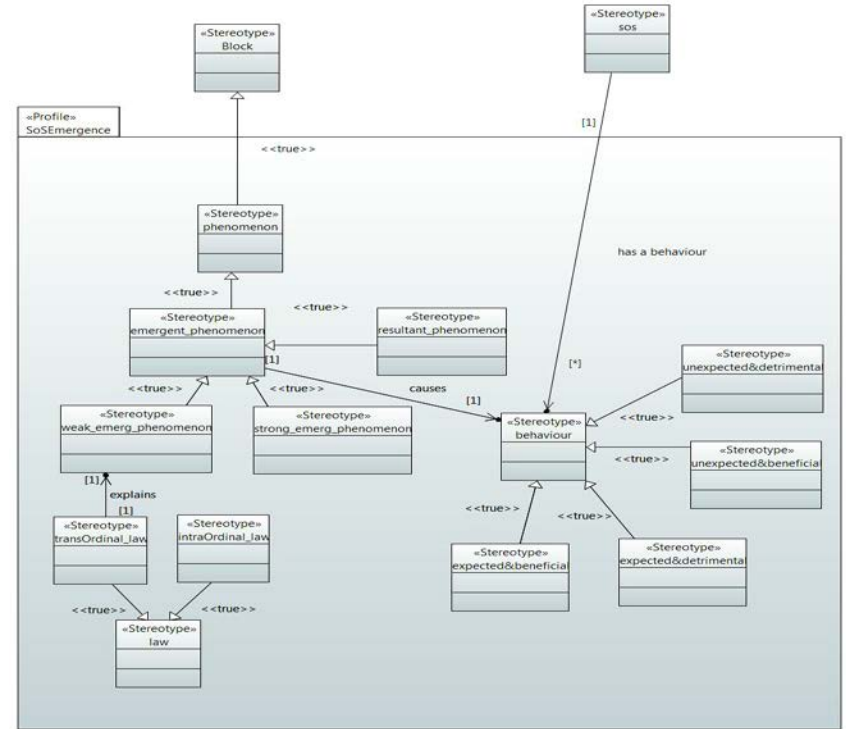 «Stereotype»
Block
«Stereotype»
sos
«Profile»
SoSEmergence
[1]
<<true>>
«Stereotype»
phenomenon
has a behaviour
<<true>>
<<true>>
«Stereotype»
emergent_phenomenon
«Stereotype»
resultant_phenomenon
[1]
[*]
«Stereotype»
unexpected&detrimental
<<true>>
<<true>>
causes
[1]
«Stereotype»
weak_emerg_phenomenon
«Stereotype»
strong_emerg_phenomenon
«Stereotype»
behaviour
<<true>>
«Stereotype»
unexpected&beneficial
<<true>>
[1]
explains
[1]
«Stereotype»
transOrdinal_law
«Stereotype»
intraOrdinal_law
<<true>>
<<true>>
«Stereotype»
expected&beneficial
«Stereotype»
expected&detrimental
<<true>>
<<true>>
«Stereotype»
law